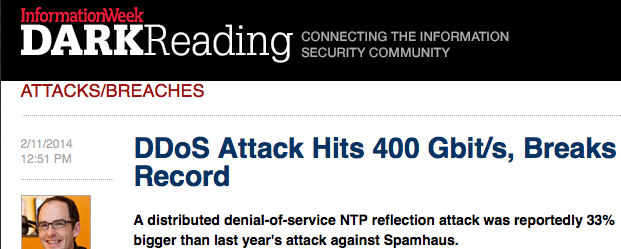 InformationWeek
DARKReading
CONNECTING THE INFORMATION
SECURITY COMMUNITY
ATTACKS/BREACHES
2/11/2014
12:51 PM
DDoS Attack Hits 400 Gbit/s, Breaks
Record
A distributed denial-of-service NTP reflection attack was reportedly 33%
bigger than last year's attack against Spamhaus.